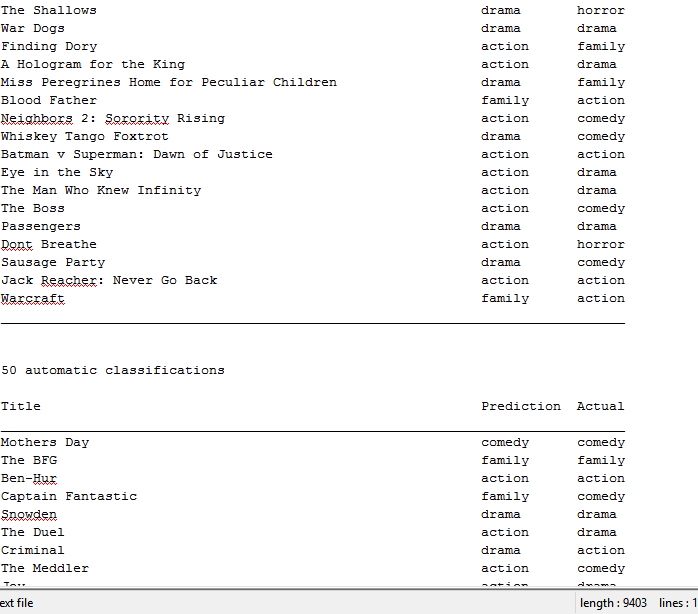 The Shallows drama horror
War Dogs drama drama
Finding Dory action family
A Hologram for the King action drama
Miss Peregrines Home for Peculiar Children drama family
Blood Father family action
Neighbors 2: Sorority Rising action comedy
Whiskey Tango Foxtrot drama comedy
Batman v Superman: Dawn of Justice action action
Eye in the Sky action drama
The Man Who Knew Infinity action drama
The Boss action comedy
Passengers drama drama
Dont Breathe action horror
Sausage Party drama comedy
Jack Reacher: Never Go Back action action
Warcraft family action
50 automatic classifications
Title Prediction Actual
Mothers Day comedy comedy
The BFG family family
Ben-Hur action action
Captain Fantastic family comedy
Snowden drama drama
The Duel action drama
Criminal drama action
The Meddler action comedy
Joy action drama
ext file length : 9403 lines : 1